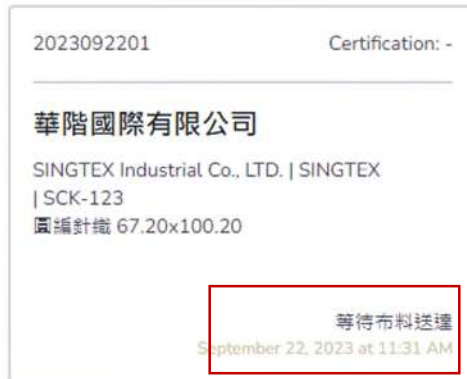 2023092201 Certification: -
華階國際有限公司
SINGTEX Industrial Co., LTD. | SINGTEX
| SCK-123
圓編針織 67.20x100.20
等待布料送達
September 22, 2023 at 11:31 AM